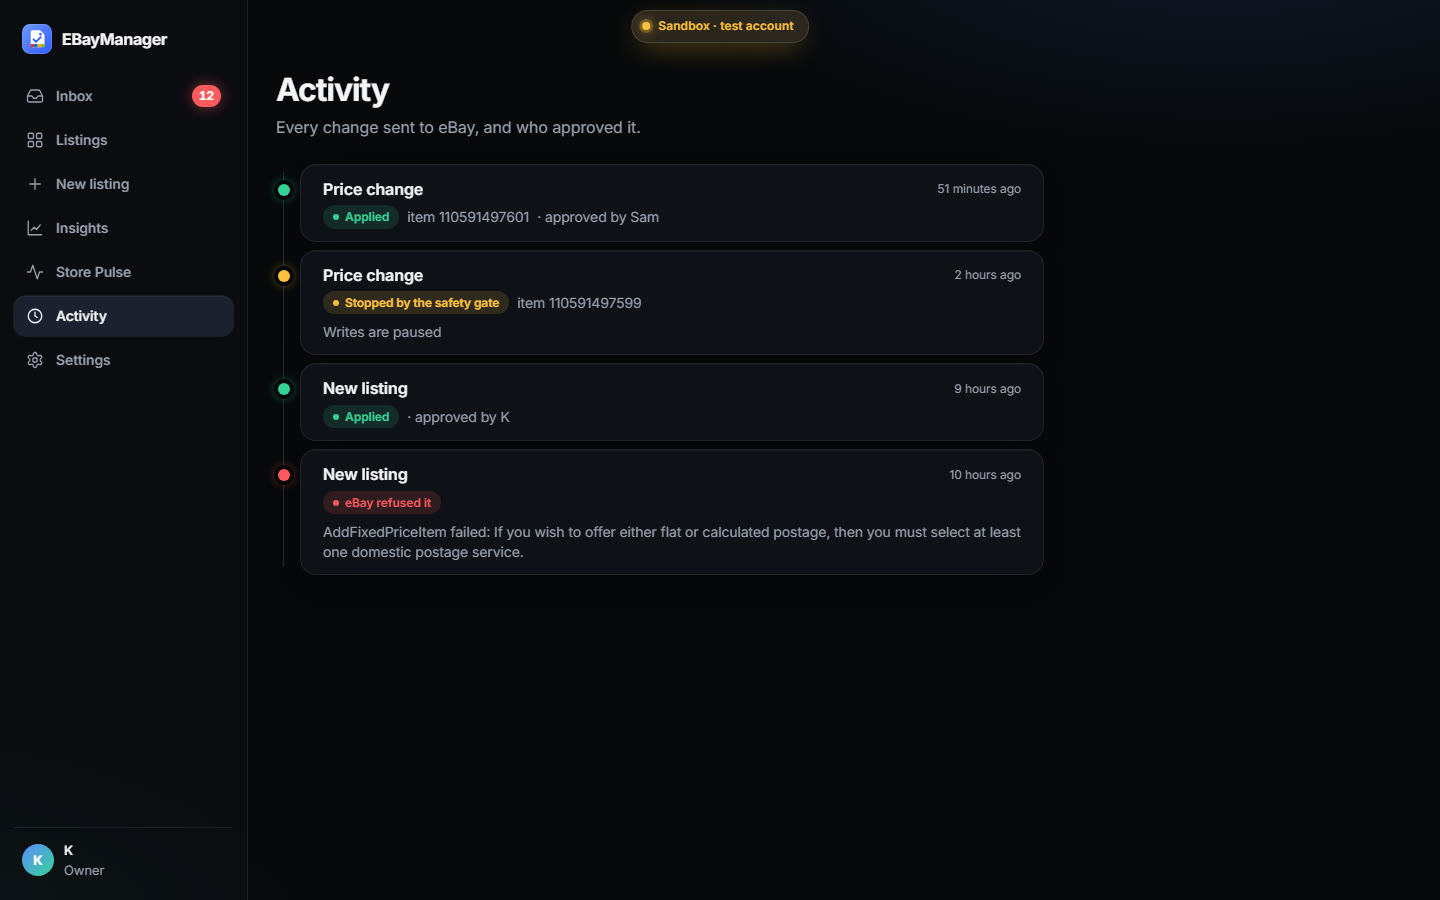 Sandbox · test account
EBayManager
Inbox
12
Listings
New listing
Insights
Store Pulse
Activity
Settings
K
K
Owner
Activity
Every change sent to eBay, and who approved it.
Price change
51 minutes ago
Applied
item 110591497601 · approved by Sam
Price change
2 hours ago
Stopped by the safety gate
item 110591497599
Writes are paused
New listing
9 hours ago
Applied
· approved by K
New listing
10 hours ago
eBay refused it
AddFixedPriceItem failed: If you wish to offer either flat or calculated postage, then you must select at least
one domestic postage service.